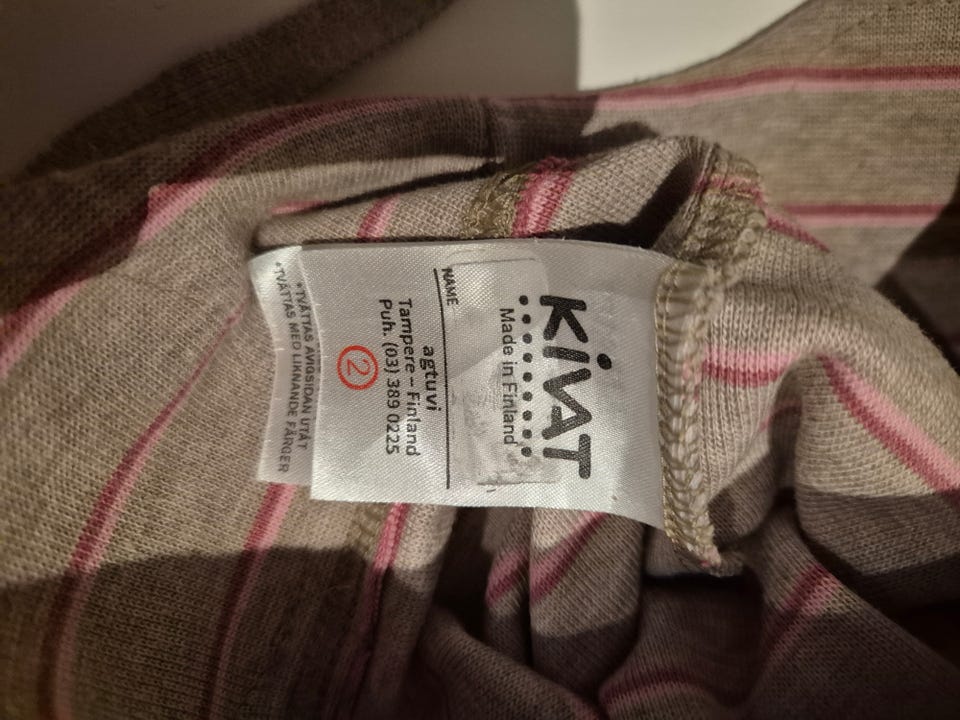 KiVAT
Made in Finland
NAME
agtuvi
Tampere – Finland
Puh. (03) 389 0225
2
*TVÄTTAS AVIGSIDAN UTÅT
*TVÄTTAS MED LIKNANDE FÄRGER